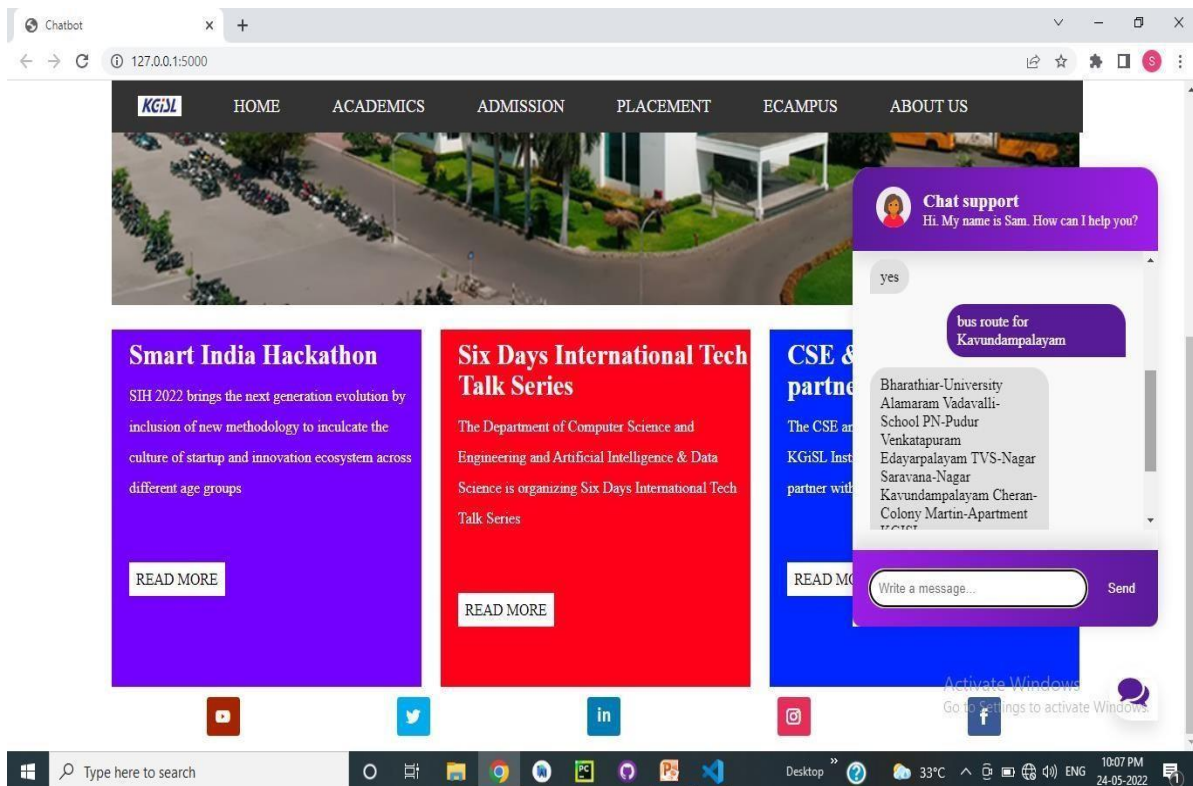 Chatbot
127.0.0.1:5000
S
KGiSL HOME ACADEMICS ADMISSION PLACEMENT ECAMPUS ABOUT US
Smart India Hackathon
SIH 2022 brings the next generation evolution by
inclusion of new methodology to inculcate the
culture of startup and innovation ecosystem across
different age groups
READ MORE
Six Days International Tech
Talk Series
The Department of Computer Science and
Engineering and Artificial Intelligence & Data
Science is organizing Six Days International Tech
Talk Series
READ MORE
CSE &
partne
The CSE an
KGiSL Inst
partner with
READ MO
Chat support
Hi. My name is Sam. How can I help you?
yes
bus route for
Kavundampalayam
Bharathiar-University
Alamaram Vadavalli-
School PN-Pudur
Venkatapuram
Edayarpalayam TVS-Nagar
Saravana-Nagar
Kavundampalayam Cheran-
Colony Martin-Apartment
KGISL
Write a message...
Send
Activate Windows
Go to Settings to activate Windows.
in
f
Type here to search
PC
Desktop
33°C
ENG
10:07 PM
24-05-2022
1